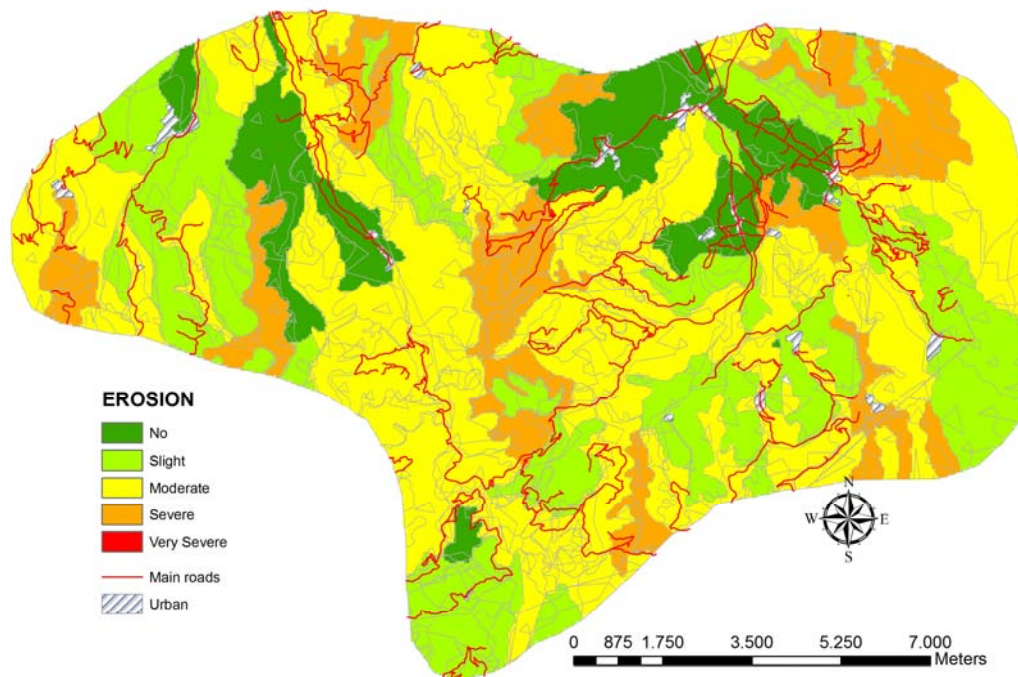 EROSION
No
Slight
Moderate
Severe
Very Severe
Main roads
Urban
N
W E
S
0 875 1.750 3.500 5.250 7.000
Meters